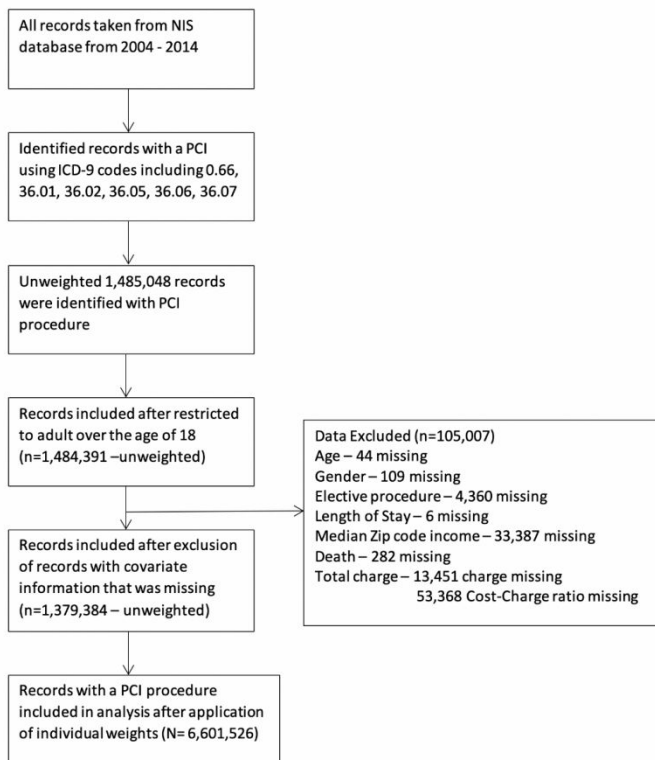 All records taken from NIS
database from 2004 - 2014
Identified records with a PCI
using ICD-9 codes including 0.66,
36.01, 36.02, 36.05, 36.06, 36.07
Unweighted 1,485,048 records
were identified with PCI
procedure
Records included after restricted
to adult over the age of 18
(n=1,484,391 –unweighted)
Data Excluded (n=105,007)
Age – 44 missing
Gender – 109 missing
Elective procedure – 4,360 missing
Length of Stay – 6 missing
Median Zip code income – 33,387 missing
Death – 282 missing
Total charge – 13,451 charge missing
53,368 Cost-Charge ratio missing
Records included after exclusion
of records with covariate
information that was missing
(n=1,379,384 – unweighted)
Records with a PCI procedure
included in analysis after application
of individual weights (N= 6,601,526)